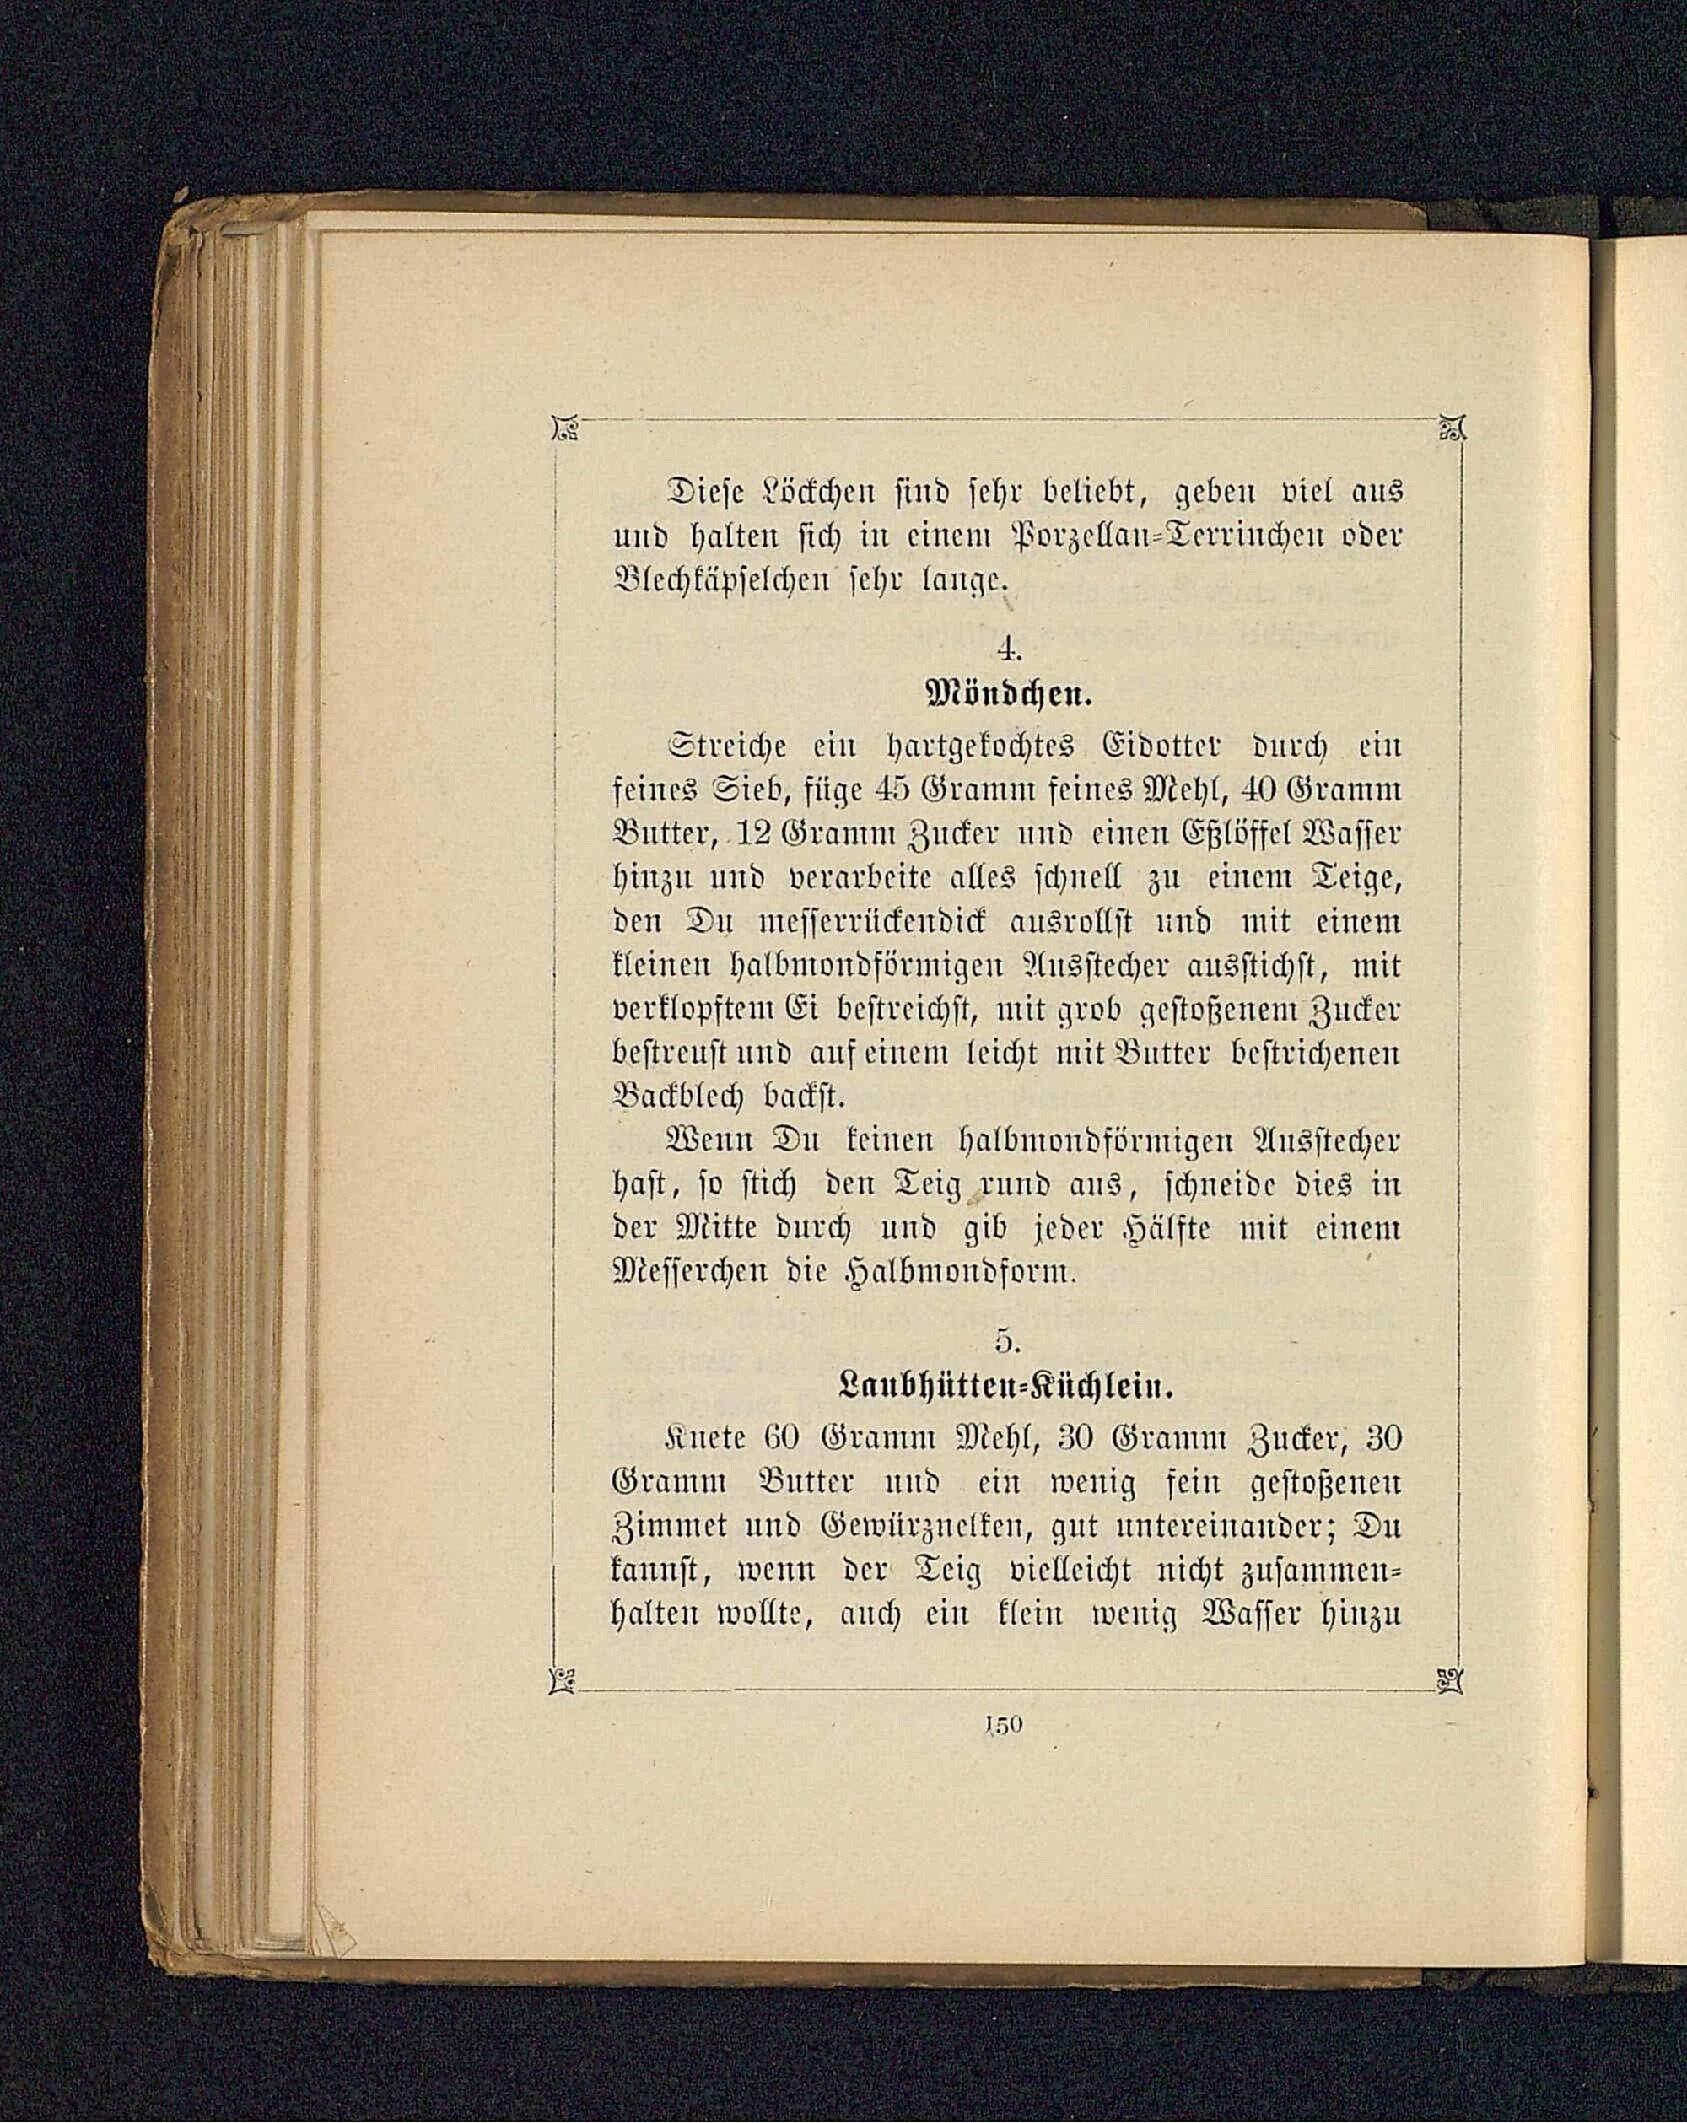 Diese Löckchen sind sehr beliebt, geben viel aus
und halten sich in einem Porzellan-Terrinchen oder
Blechkäpselchen sehr lange.
4.
Möndchen.
Streiche ein hartgekochtes Eidotter durch ein
feines Sieb, füge 45 Gramm feines Mehl, 40 Gramm
Butter, 12 Gramm Zucker und einen Eßlöffel Wasser
hinzu und verarbeite alles schnell zu einem Teige,
den Du messerrückendick ausrollst und mit einem
kleinen halbmondförmigen Ausstecher ausstichst, mit
verklopftem Ei bestreichst, mit grob gestoßenem Zucker
bestreust und auf einem leicht mit Butter bestrichenen
Backblech backst.
Wenn Du keinen halbmondförmigen Ausstecher
hast, so stich den Teig rund aus, schneide dies in
der Mitte durch und gib jeder Hälfte mit einem
Messerchen die Halbmondform.
5.
Laubhütten-Küchlein.
Knete 60 Gramm Mehl, 30 Gramm Zucker, 30
Gramm Butter und ein wenig fein gestoßenen
Zimmet und Gewürznelken, gut untereinander; Du
kannst, wenn der Teig vielleicht nicht zusammen-
halten wollte, auch ein klein wenig Wasser hinzu
150